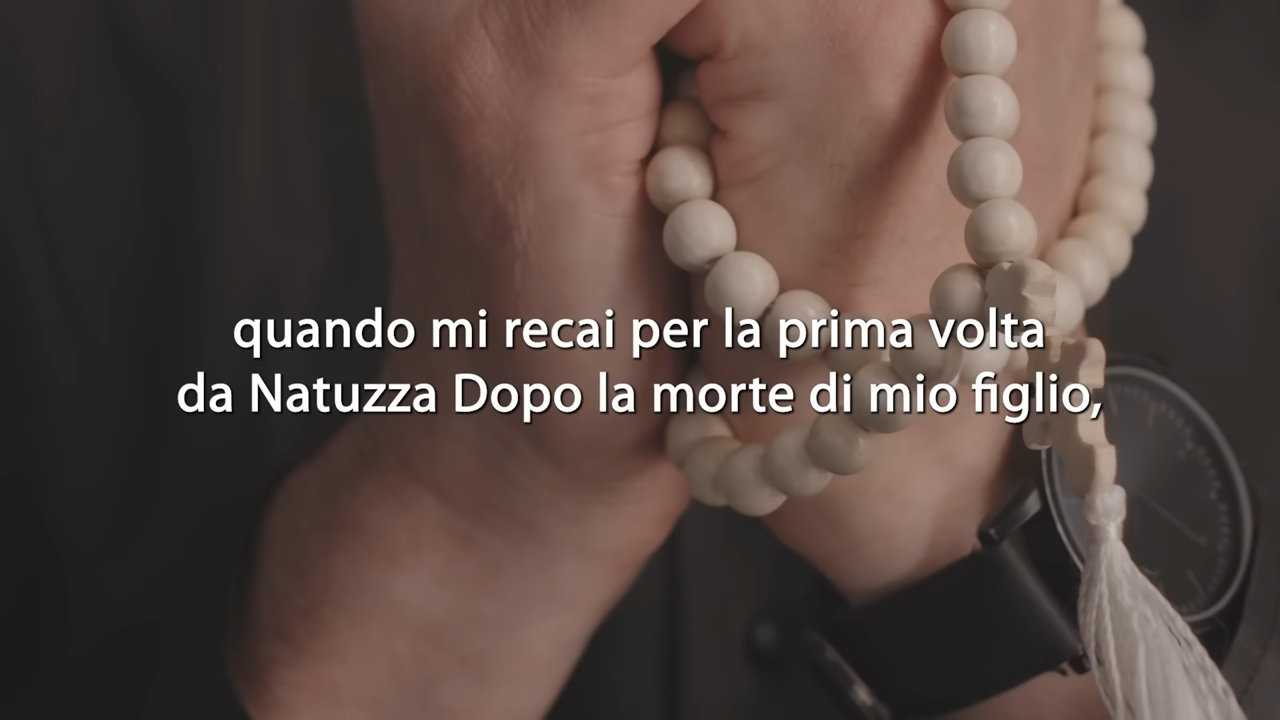 quando mi recai per la prima volta
da Natuzza Dopo la morte di mio figlio,